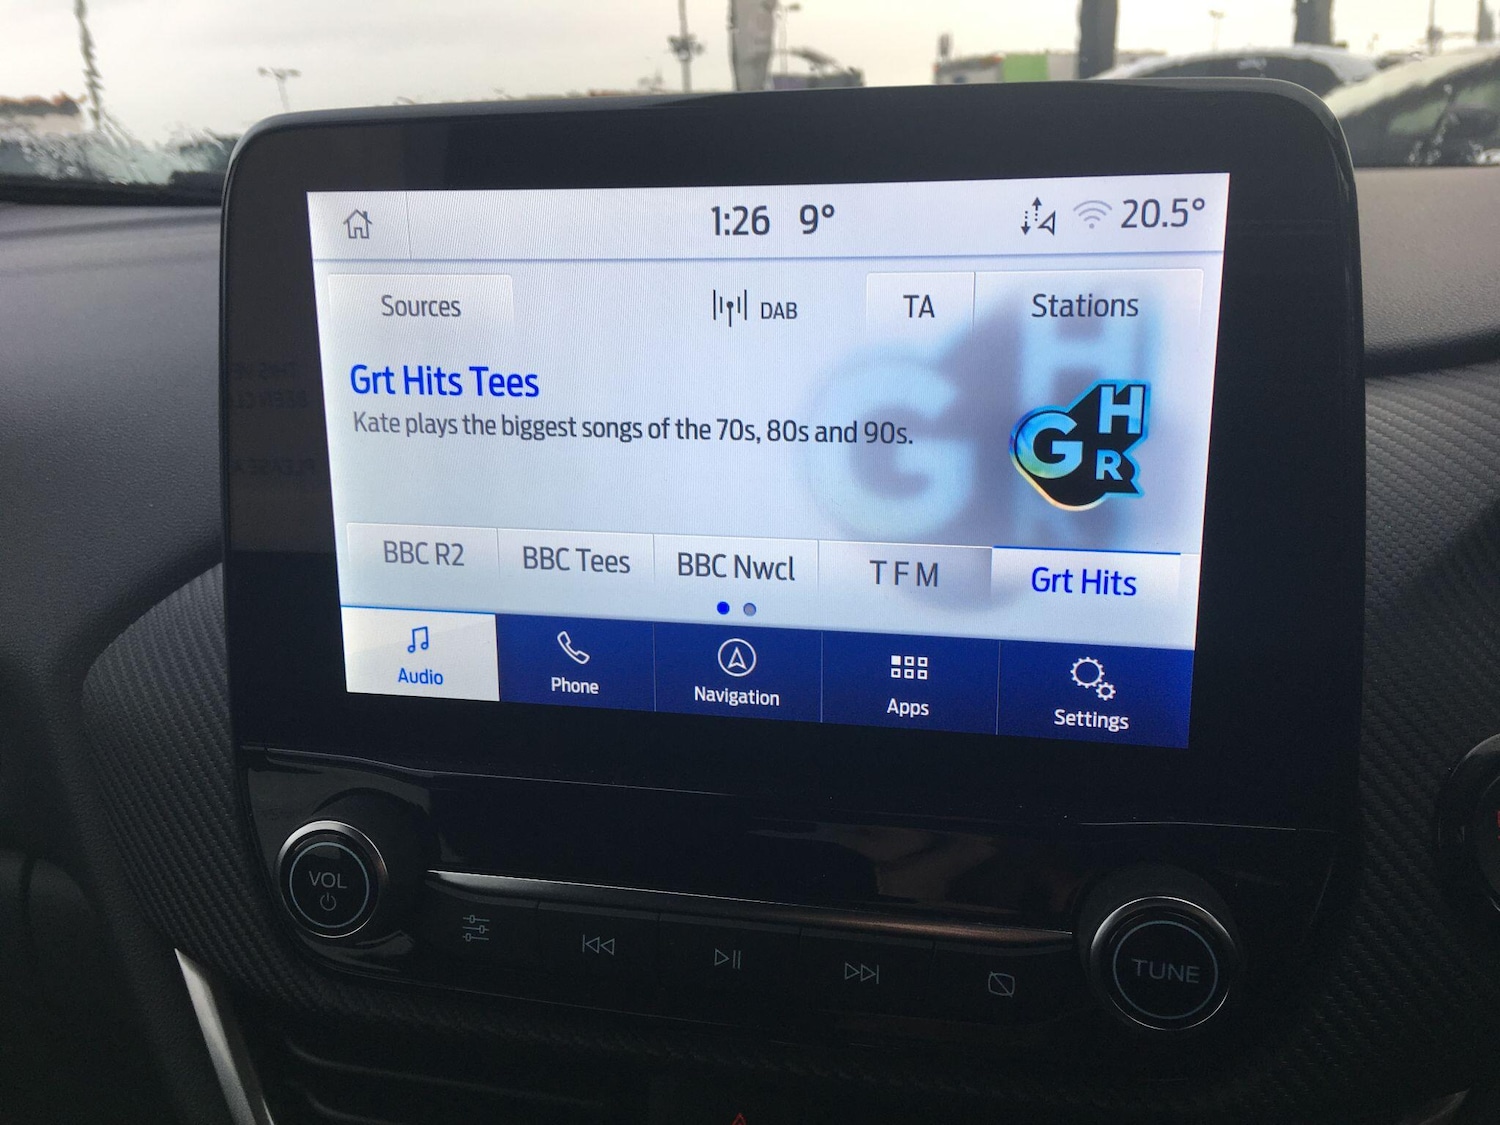 1:26 9° 20.5°
Sources DAB TA Stations
Grt Hits Tees
Kate plays the biggest songs of the 70s, 80s and 90s.
GHR
BBC R2 BBC Tees BBC Nwcl T F M Grt Hits
Audio Phone Navigation Apps Settings
VOL
TUNE